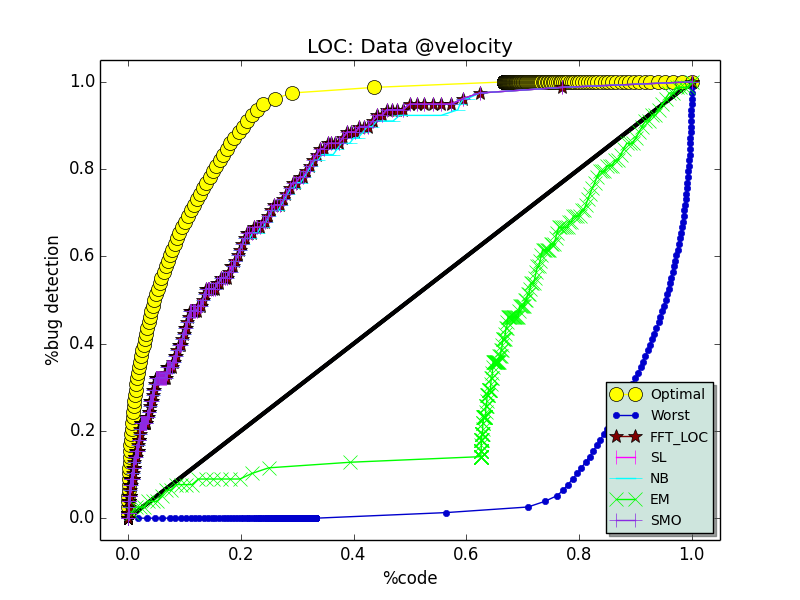 LOC: Data @velocity
1.0
0.8
0.6
0.4
0.2
0.0
%bug detection
0.0 0.2 0.4 0.6 0.8 1.0
%code
Optimal
Worst
FFT_LOC
SL
NB
EM
SMO